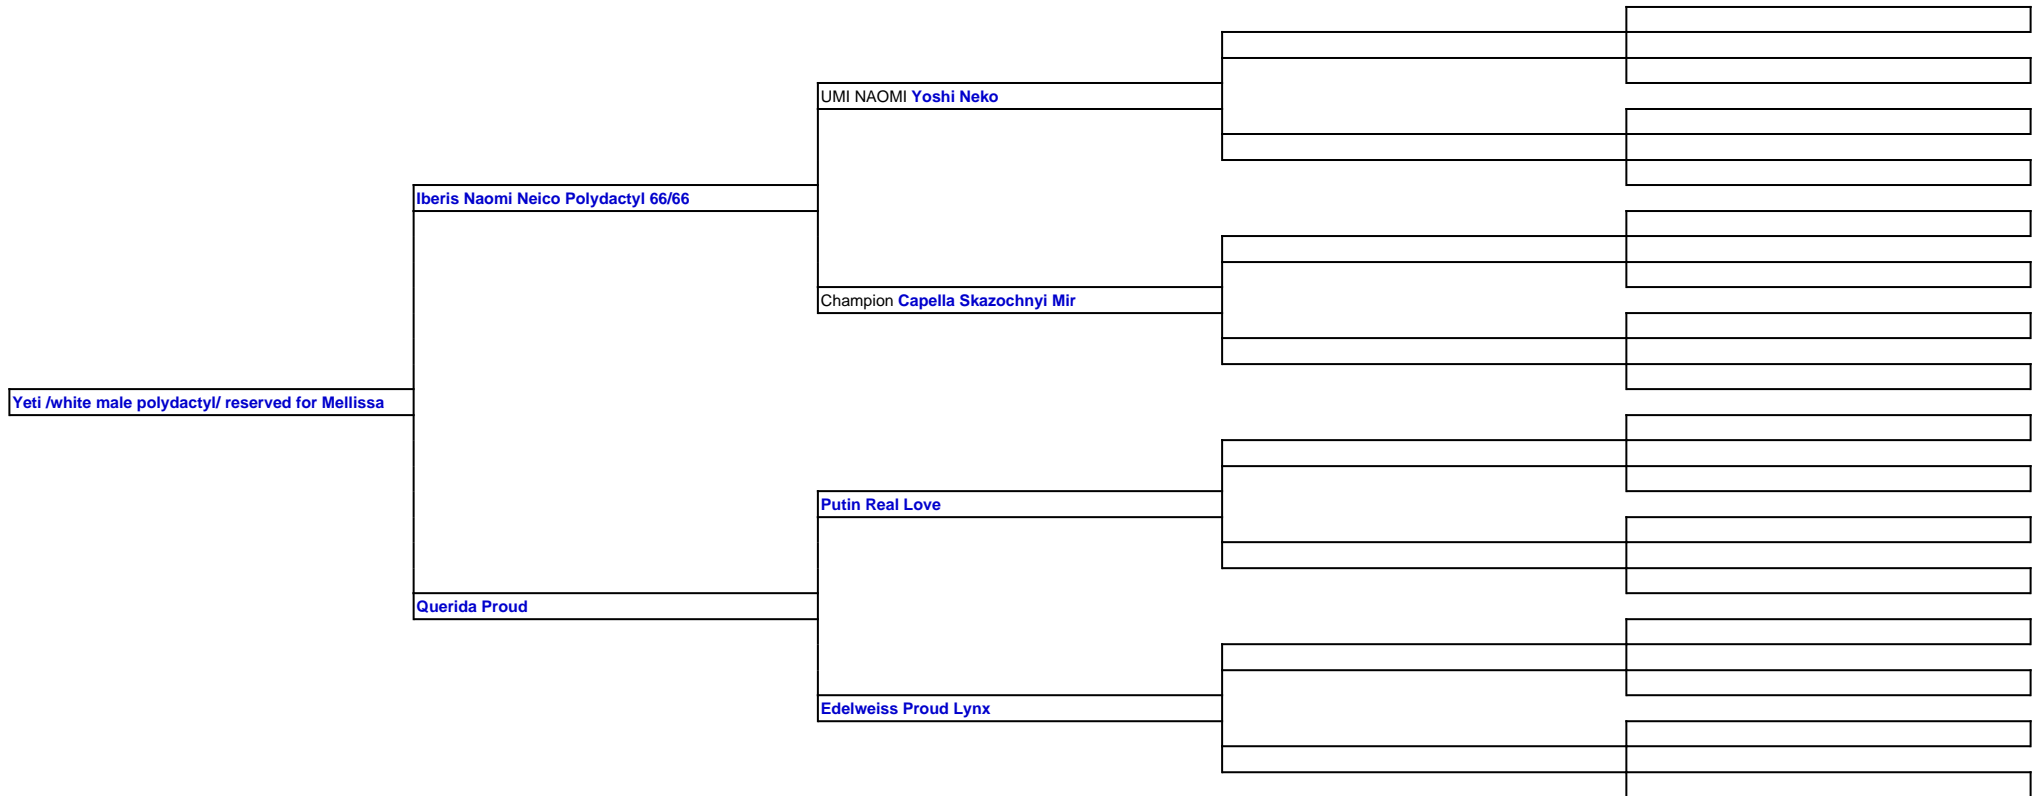 UMI NAOMI Yoshi Neko
Iberis Naomi Neico Polydactyl 66/66
Champion Capella Skazochnyi Mir
Yeti /white male polydactyl/ reserved for Mellissa
Putin Real Love
Querida Proud
Edelweiss Proud Lynx